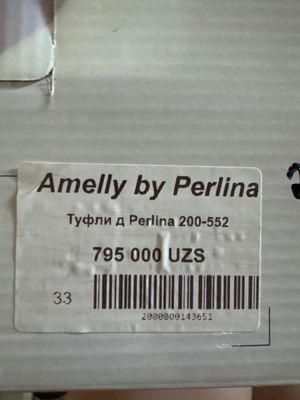 Amelly by Perlina
Туфли д Perlina 200-552
795 000 UZS
33
2000000143651